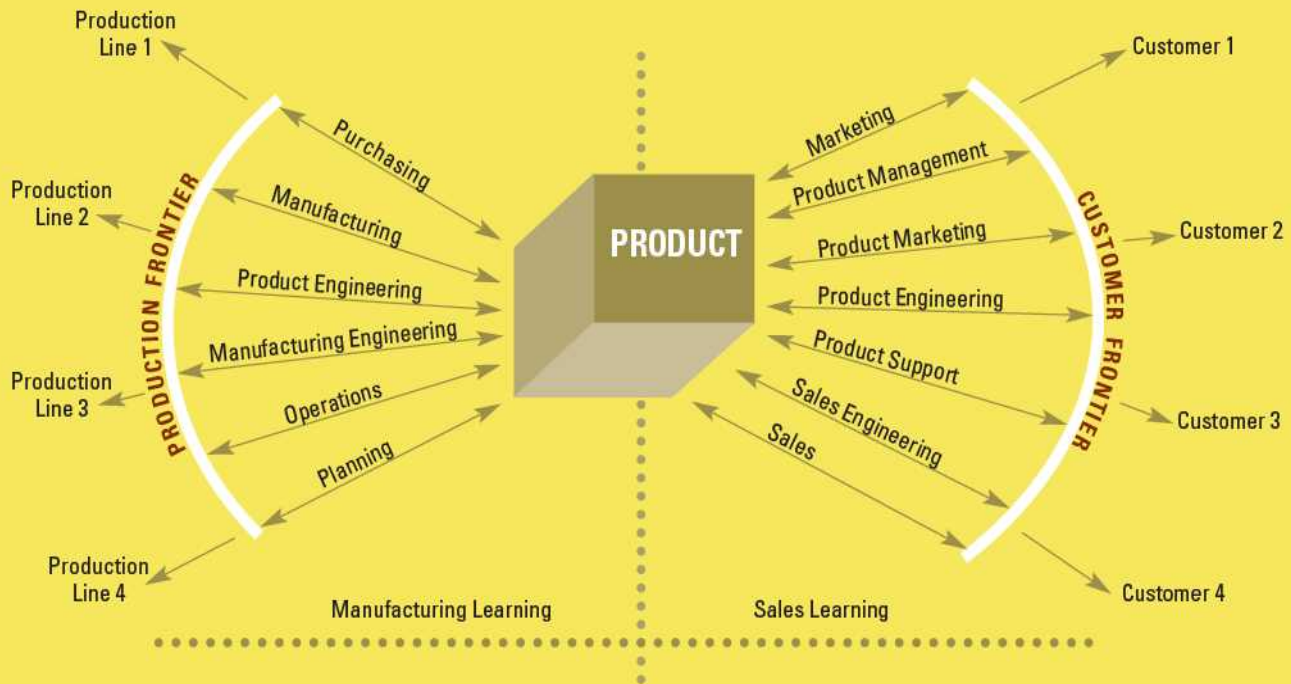 Production
Line 1
Production
Line 2
Production
Line 3
Production
Line 4
PRODUCTION FRONTIER
Purchasing
Manufacturing
Product Engineering
Manufacturing Engineering
Operations
Planning
PRODUCT
Marketing
Product Management
Product Marketing
Product Engineering
Product Support
Sales Engineering
Sales
CUSTOMER FRONTIER
Customer 1
Customer 2
Customer 3
Customer 4
Manufacturing Learning
Sales Learning